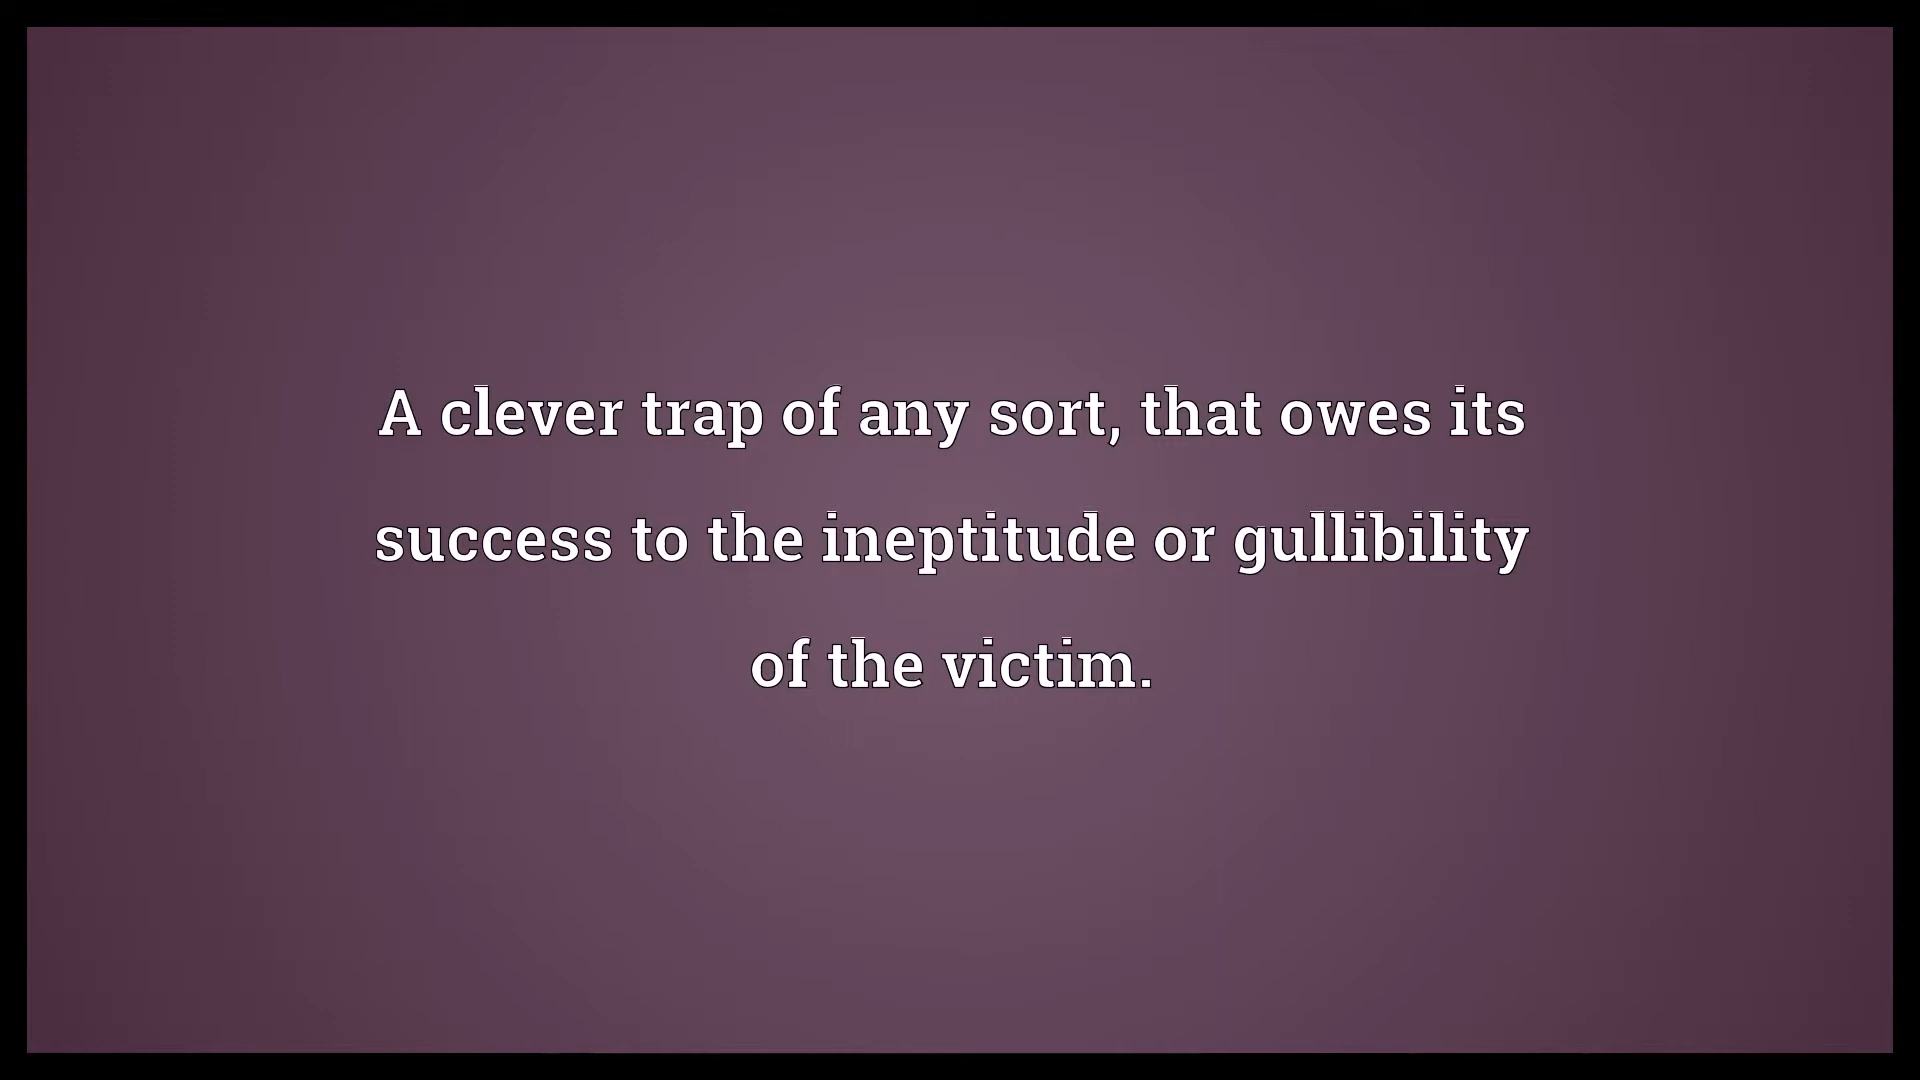 A clever trap of any sort, that owes its
success to the ineptitude or gullibility
of the victim.